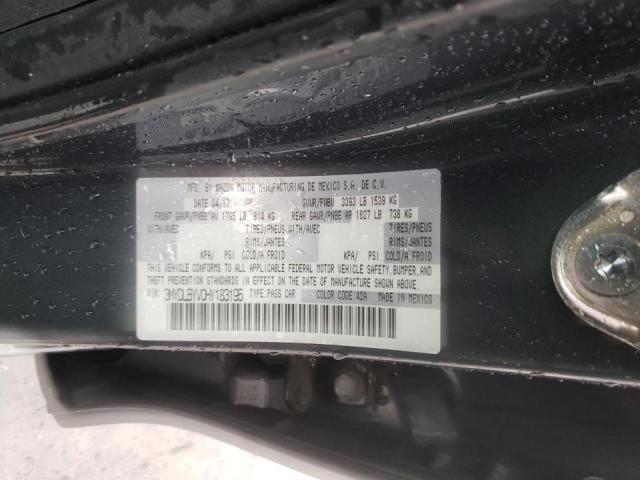 MFD. BY MAZDA MOTOR MANUFACTURING DE MEXICO S.A. DE C.V.
DATE 04/17 GVWR/PNBV 3393 LB 1539 KG
FRONT GAWR/PNBE AV 1795 LB 814 KG REAR GAWR/PNBE AR 1627 LB 738 KG
WITH/AVEC TIRES/PNEUS WITH/AVEC TIRES/PNEUS
RIMS/JANTES RIMS/JANTES
KPA/ PSI COLD/A FROID KPA/ PSI COLD/A FROID
THIS VEHICLE CONFORMS TO ALL APPLICABLE FEDERAL MOTOR VEHICLE SAFETY, BUMPER, AND
THEFT PREVENTION STANDARDS IN EFFECT ON THE DATE OF MANUFACTURE SHOWN ABOVE.
VIN: 3MYDLBYV0HY183195 TYPE:PASS CAR COLOR CODE:42A MADE IN MEXICO